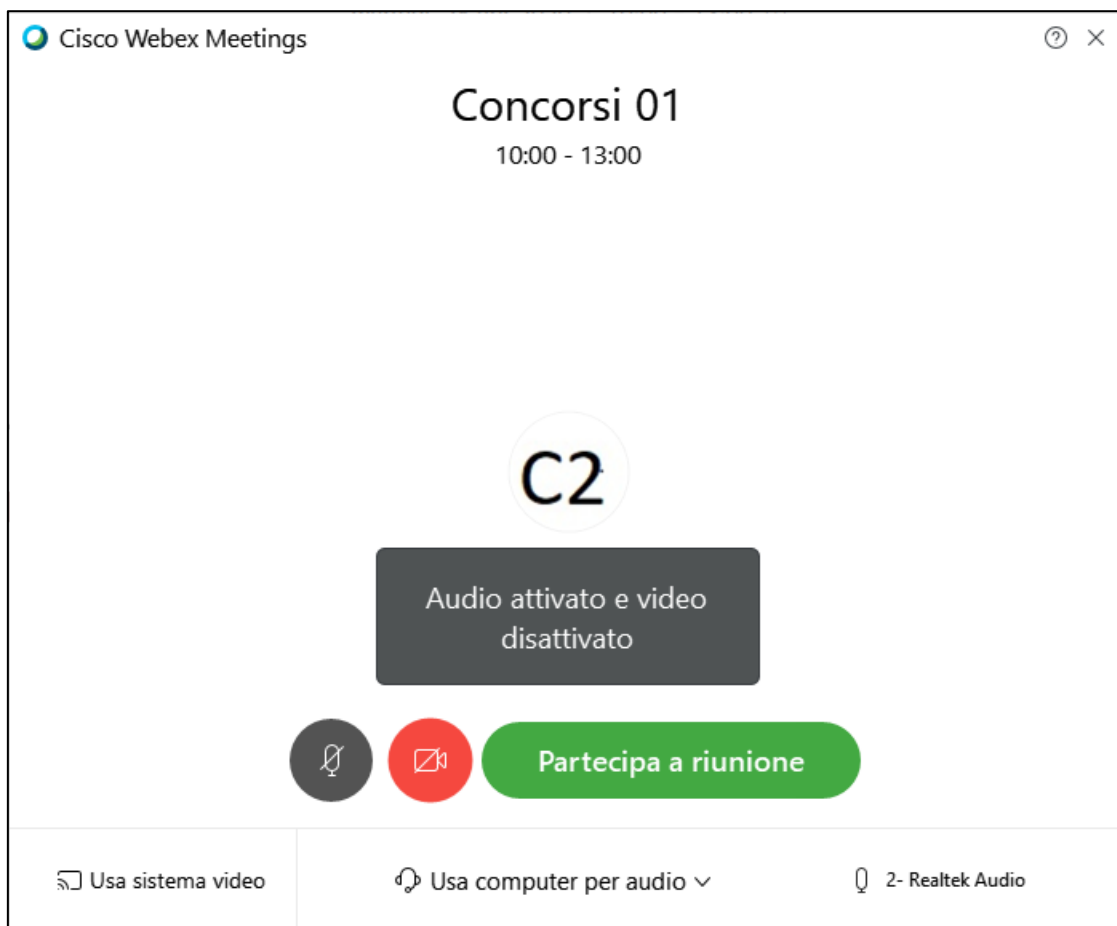 Cisco Webex Meetings
Concorsi 01
10:00 - 13:00
C2
Audio attivato e video
disattivato
Partecipa a riunione
Usa sistema video
Usa computer per audio
2- Realtek Audio